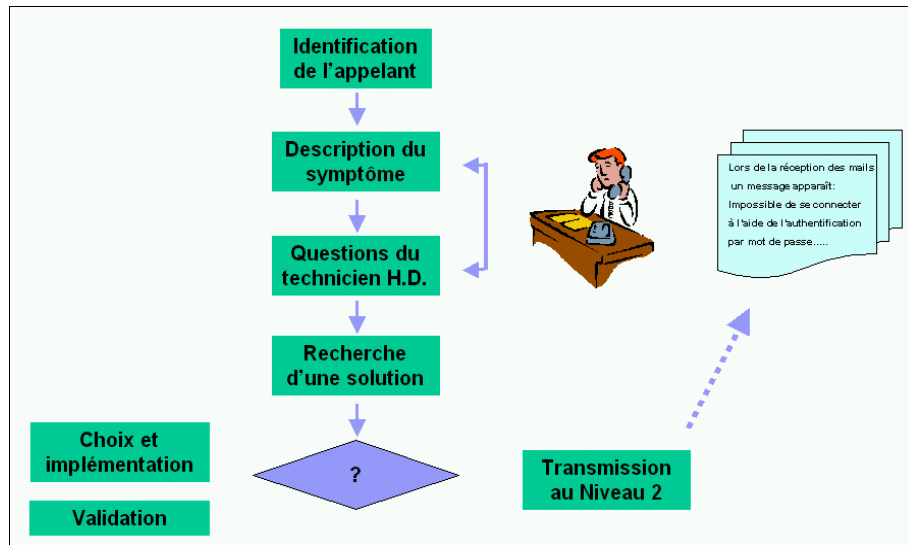 Identification
de l'appelant
Description du
symptôme
Questions du
technicien H.D.
Recherche
d'une solution
?
Choix et
implémentation
Validation
Transmission
au Niveau 2
Lors de la réception des mails
un message apparaît:
Impossible de se connecter
à l'aide de l'authentification
par mot de passe.....